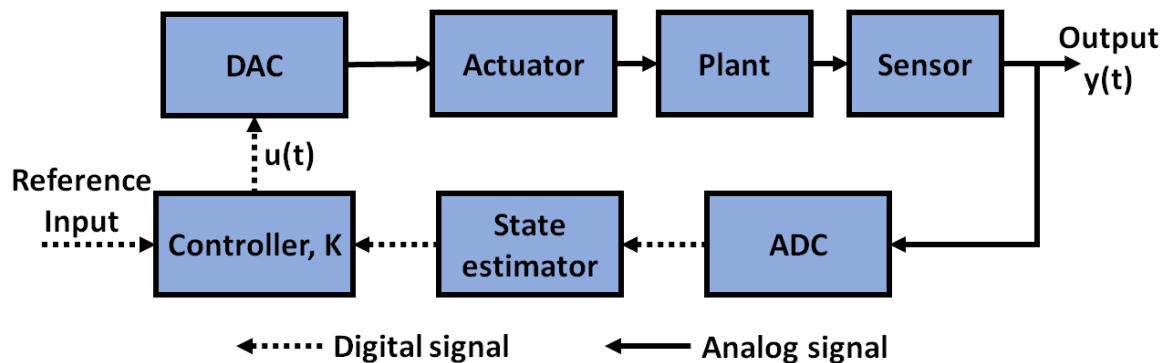 DAC
Actuator
Plant
Sensor
Output
y(t)
u(t)
Reference
Input
Controller, K
State
estimator
ADC
Digital signal
Analog signal